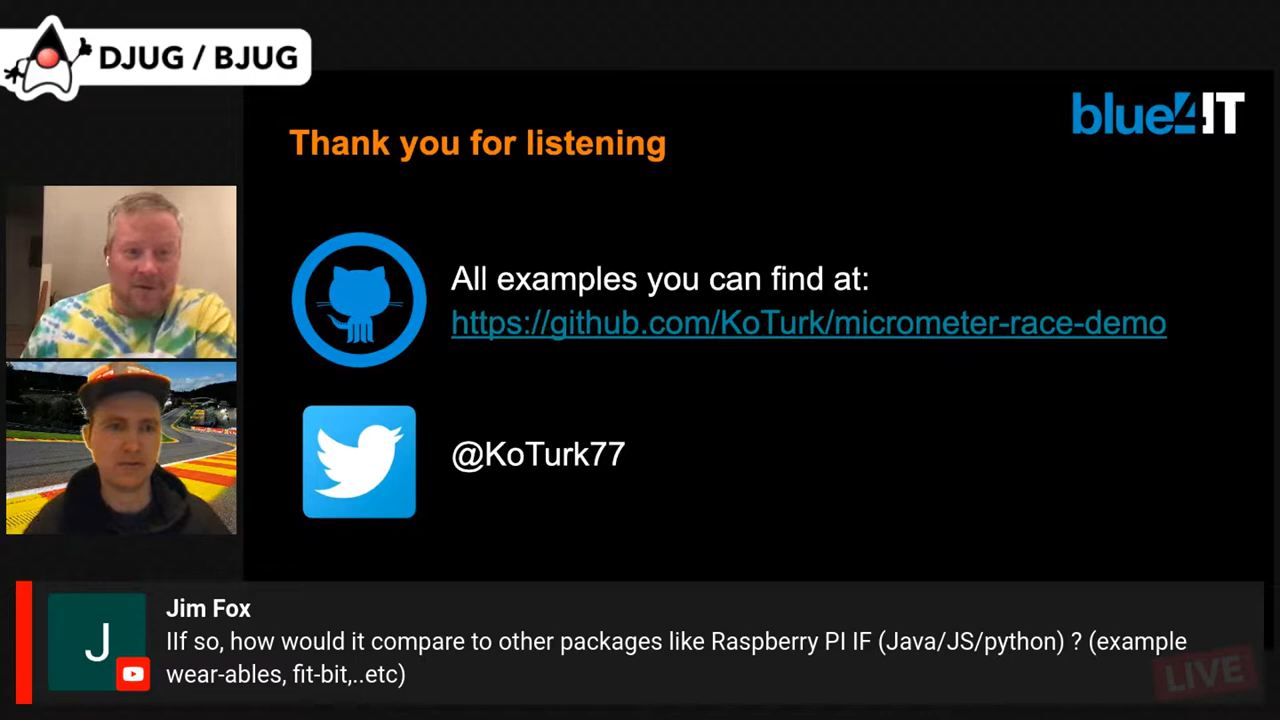 DJUG / BJUG
blue4IT
Thank you for listening
All examples you can find at:
https://github.com/KoTurk/micrometer-race-demo
@KoTurk77
J
Jim Fox
IIf so, how would it compare to other packages like Raspberry PI IF (Java/JS/python) ? (example
wear-ables, fit-bit,..etc)
LIVE